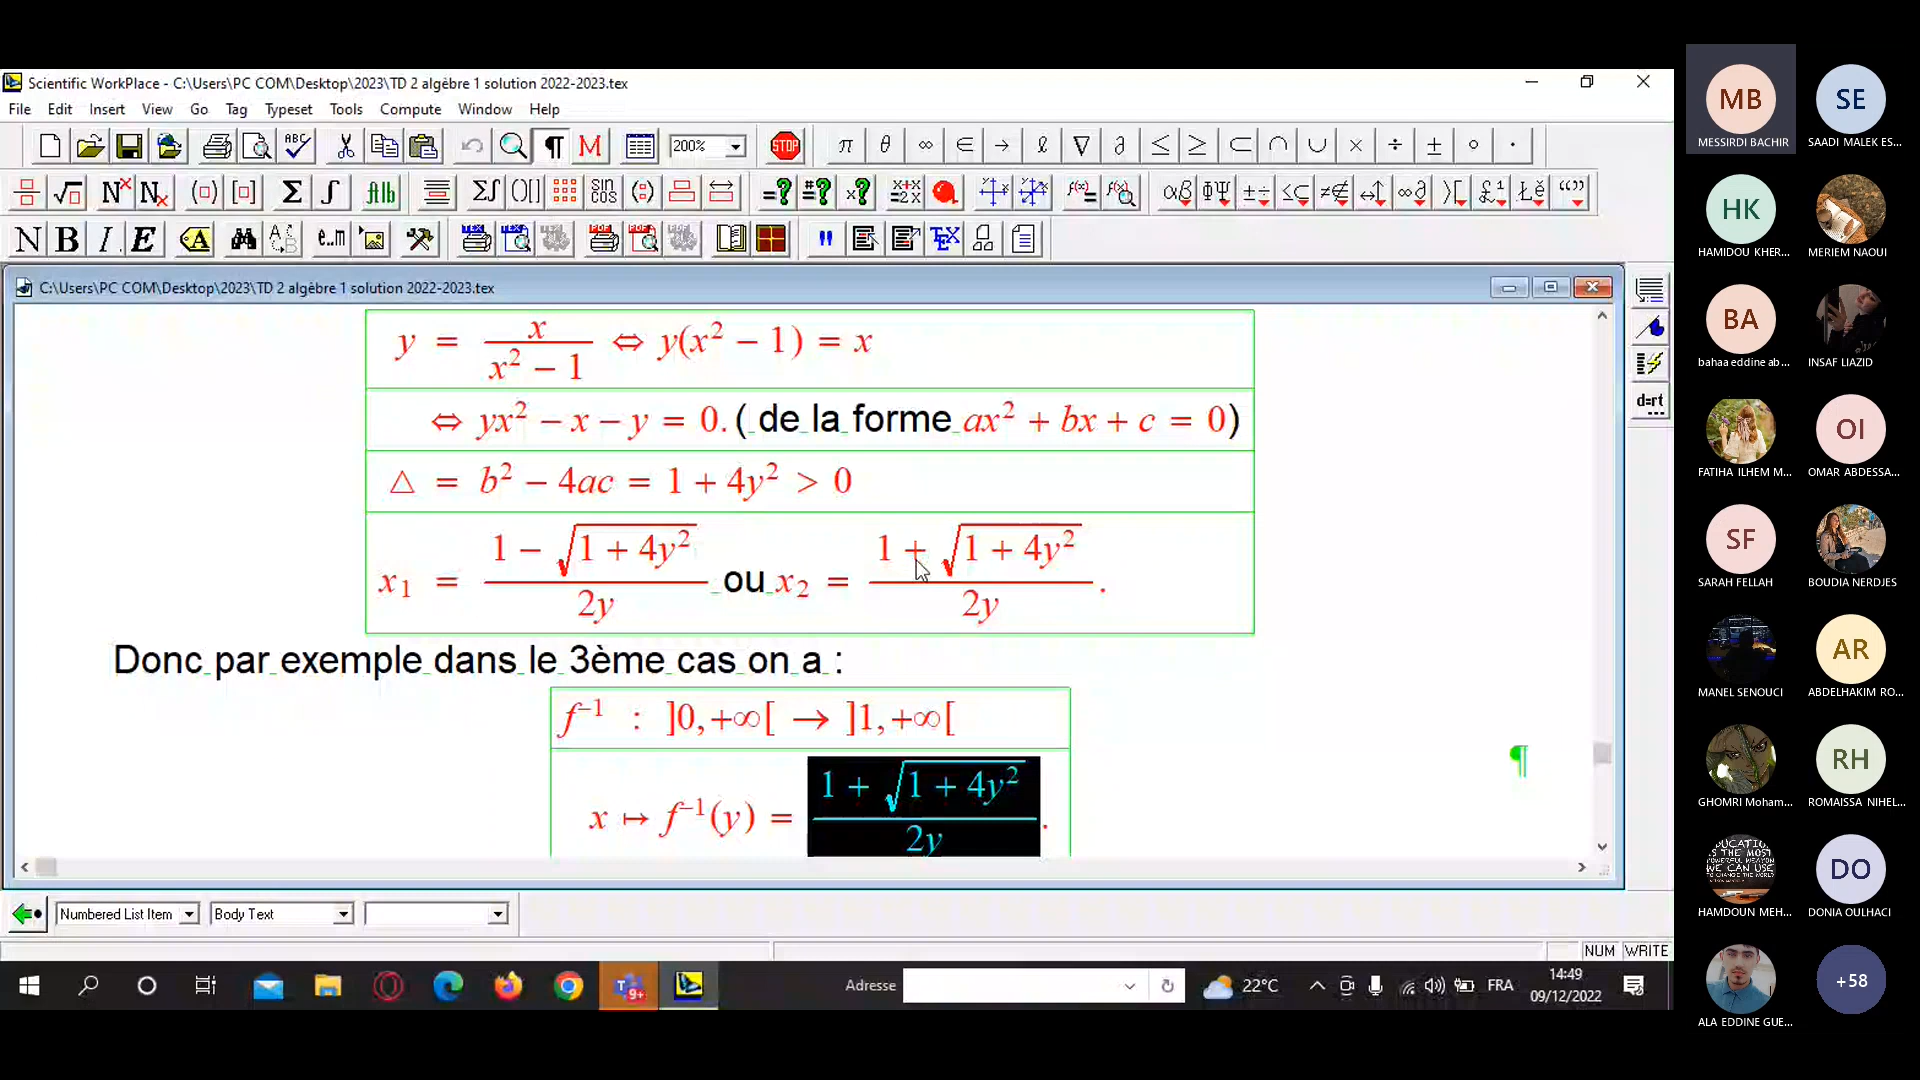 Scientific WorkPlace - C:\Users\PC COM\Desktop\2023\TD 2 algèbre 1 solution 2022-2023.tex
File Edit Insert View Go Tag Typeset Tools Compute Window Help
200% STOP π θ ∞ ∈ → ℓ ∇ ∂ ≤ ≥ ⊂ ∩ ∪ × ÷ ± ∘ ·
N B I E
C:\Users\PC COM\Desktop\2023\TD 2 algèbre 1 solution 2022-2023.tex
y = x/(x² − 1) ⇔ y(x² − 1) = x
⇔ yx² − x − y = 0. ( de la forme ax² + bx + c = 0)
△ = b² − 4ac = 1 + 4y² > 0
x₁ = (1 − √(1 + 4y²))/(2y) ou x₂ = (1 + √(1 + 4y²))/(2y).
Donc par exemple dans le 3ème cas on a :
f⁻¹ : ]0, +∞[ → ]1, +∞[
x ↦ f⁻¹(y) = (1 + √(1 + 4y²))/(2y).
Numbered List Item Body Text
NUM WRITE
Adresse 22°C FRA 14:49
09/12/2022
MB SE
MESSIRDI BACHIR SAADI MALEK ES...
HK
HAMIDOU KHER... MERIEM NAOUI
BA
bahaa eddine ab... INSAF LIAZID
OI
FATIHA ILHEM M... OMAR ABDESSA...
SF
SARAH FELLAH BOUDIA NERDJES
AR
MANEL SENOUCI ABDELHAKIM RO...
RH
GHOMRI Moham... ROMAISSA NIHEL...
DO
HAMDOUN MEH... DONIA OULHACI
+58
ALA EDDINE GUE...